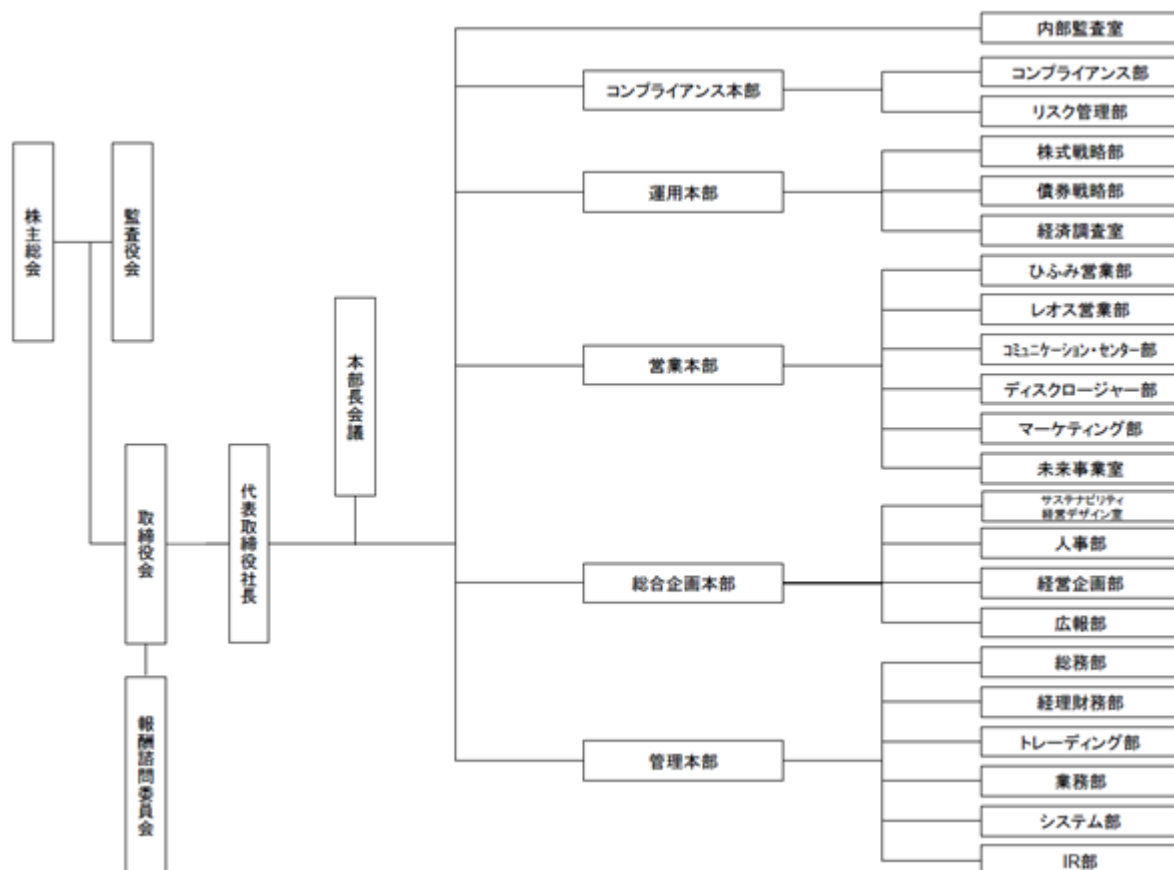 株主総会
監査役会
取締役会
報酬諮問委員会
代表取締役社長
本部長会議
内部監査室
コンプライアンス本部
コンプライアンス部
リスク管理部
運用本部
株式戦略部
債券戦略部
経済調査室
営業本部
ひふみ営業部
レオス営業部
コミュニケーション・センター部
ディスクロージャー部
マーケティング部
未来事業室
総合企画本部
サステナビリティ
経営デザイン室
人事部
経営企画部
広報部
管理本部
総務部
経理財務部
トレーディング部
業務部
システム部
IR部